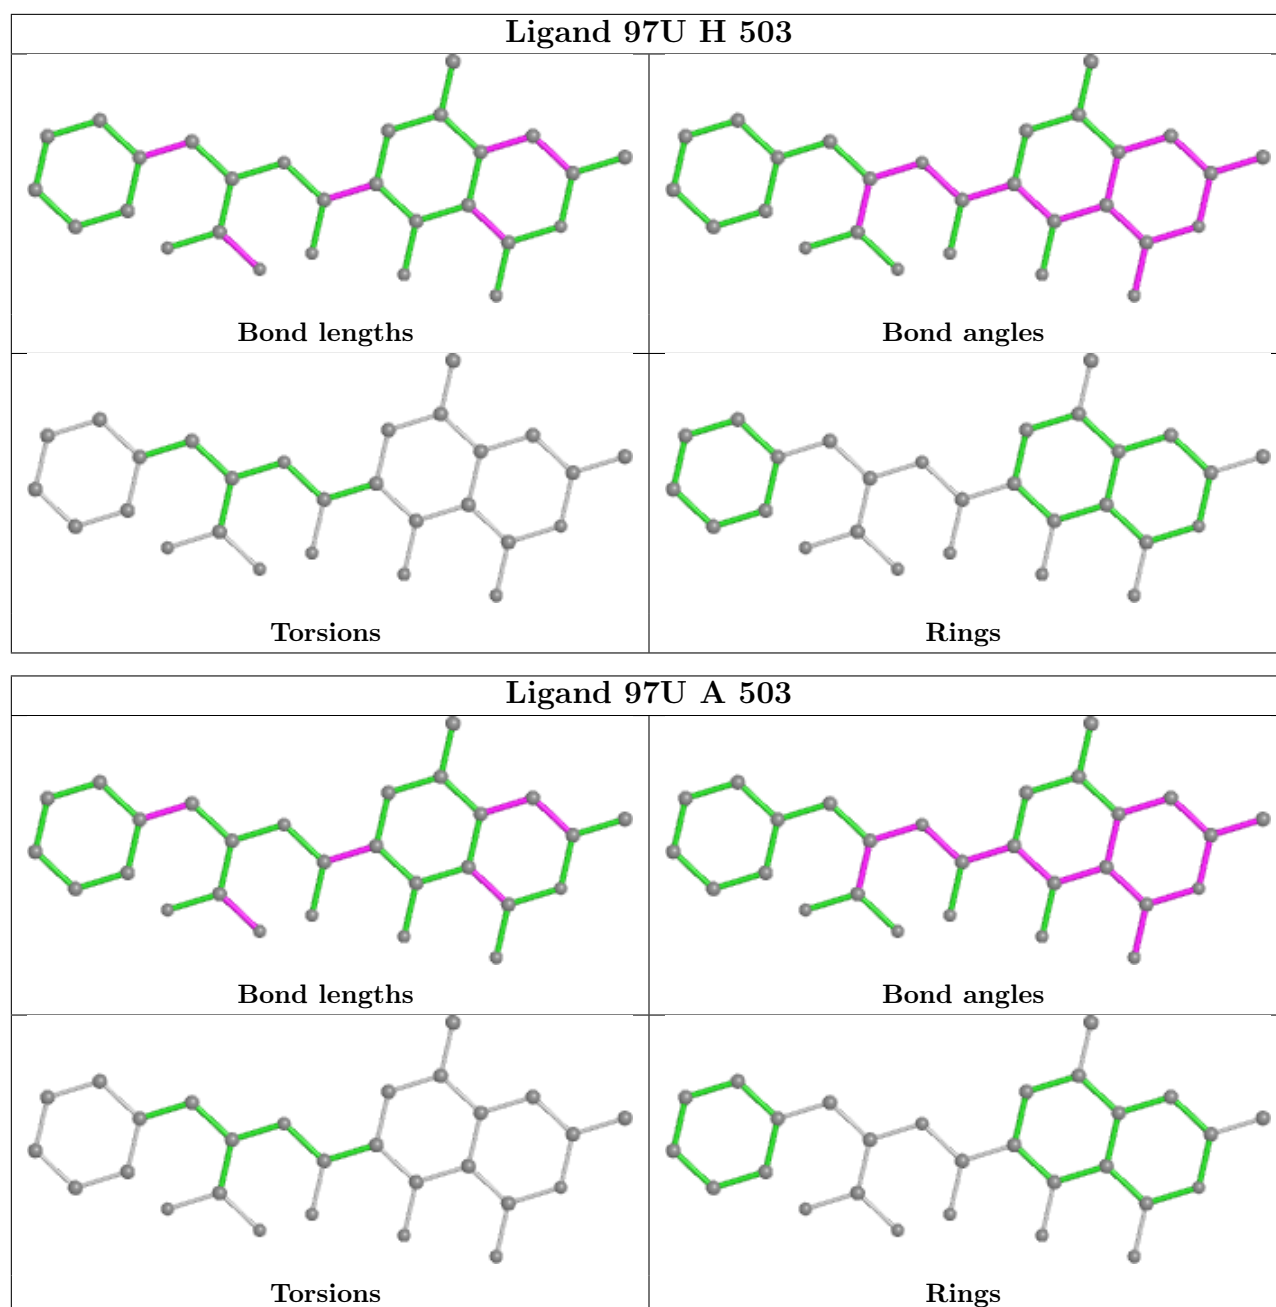 Ligand 97U H 503
Bond lengths
Bond angles
Torsions
Rings
Ligand 97U A 503
Bond lengths
Bond angles
Torsions
Rings